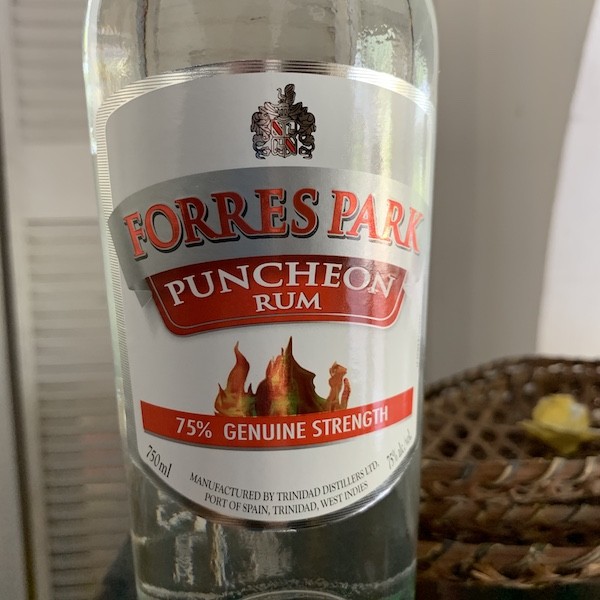 FORRES PARK
PUNCHEON
RUM
75% GENUINE STRENGTH
750ml
75% alc./vol.
MANUFACTURED BY TRINIDAD DISTILLERS LTD.
PORT OF SPAIN, TRINIDAD, WEST INDIES